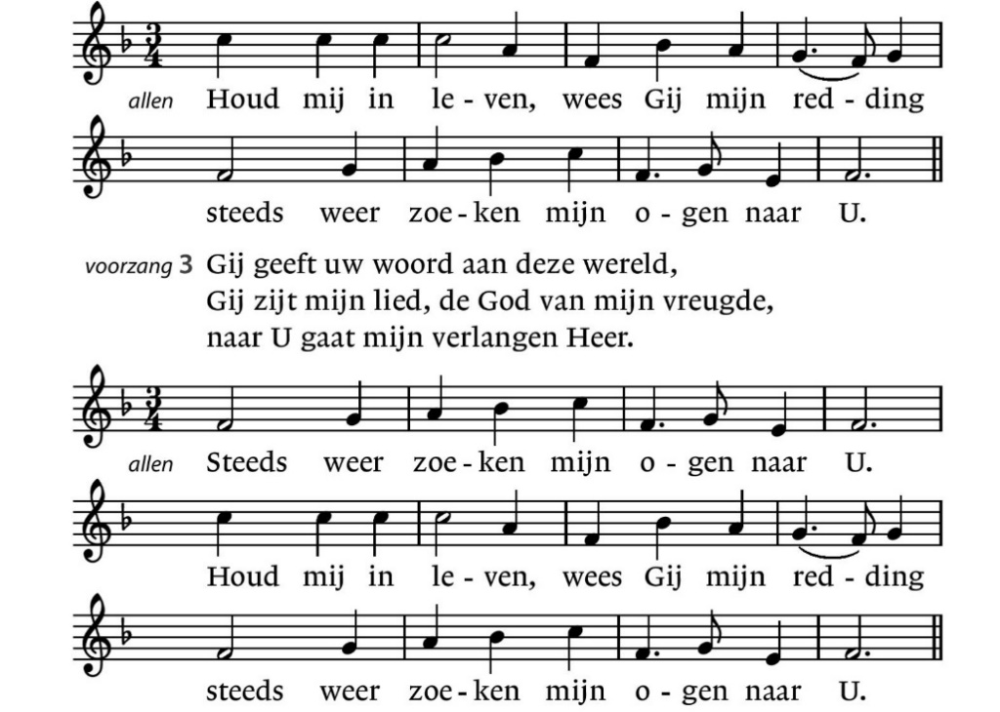 allen Houd mij in le - ven, wees Gij mijn red - ding
steeds weer zoe - ken mijn o - gen naar U.
voorzang 3 Gij geeft uw woord aan deze wereld,
Gij zijt mijn lied, de God van mijn vreugde,
naar U gaat mijn verlangen Heer.
allen Steeds weer zoe - ken mijn o - gen naar U.
Houd mij in le - ven, wees Gij mijn red - ding
steeds weer zoe - ken mijn o - gen naar U.